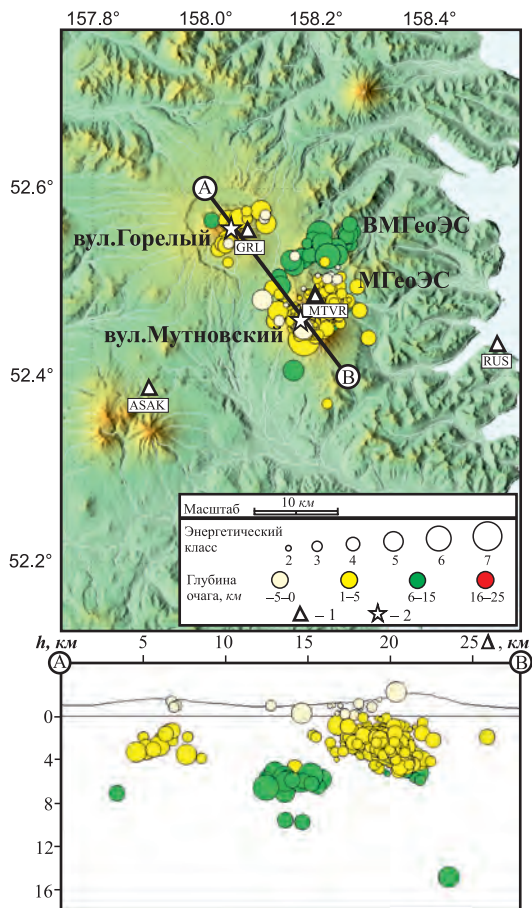 157.8° 158.0° 158.2° 158.4°
52.6°
A
вул.Горелый
GRL
ВМГеоЭС
МГеоЭС
MTVR
вул.Мутновский
52.4°
B
RUS
ASAK
52.2°
Масштаб 10 км
Энергетический
класс
2 3 4 5 6 7
Глубина
очага, км
–5–0 1–5 6–15 16–25
– 1 – 2
h, км 5 10 15 20 25 Δ, км
A B
0
4
8
12
16